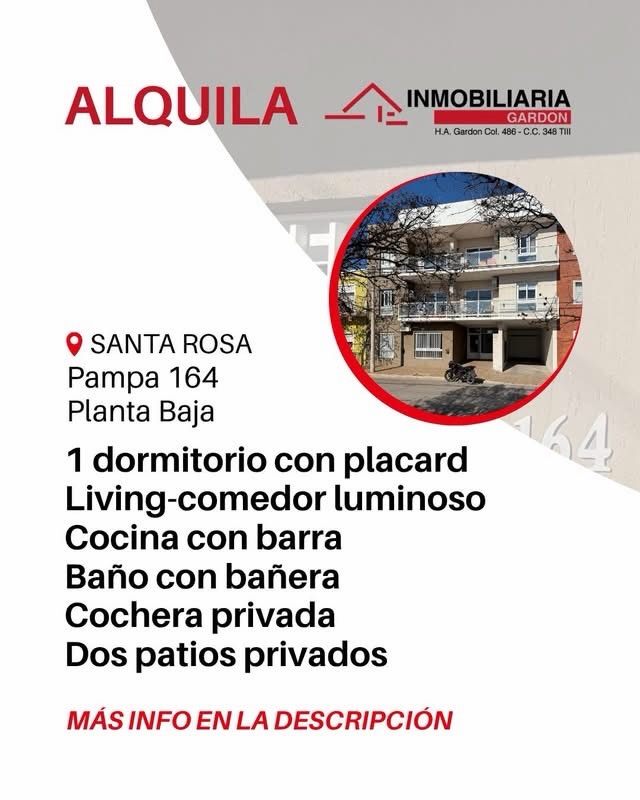 ALQUILA
INMOBILIARIA
GARDON
H.A. Gardon Col. 486 - C.C. 348 TIII
SANTA ROSA
Pampa 164
Planta Baja
164
1 dormitorio con placard
Living-comedor luminoso
Cocina con barra
Baño con bañera
Cochera privada
Dos patios privados
MÁS INFO EN LA DESCRIPCIÓN